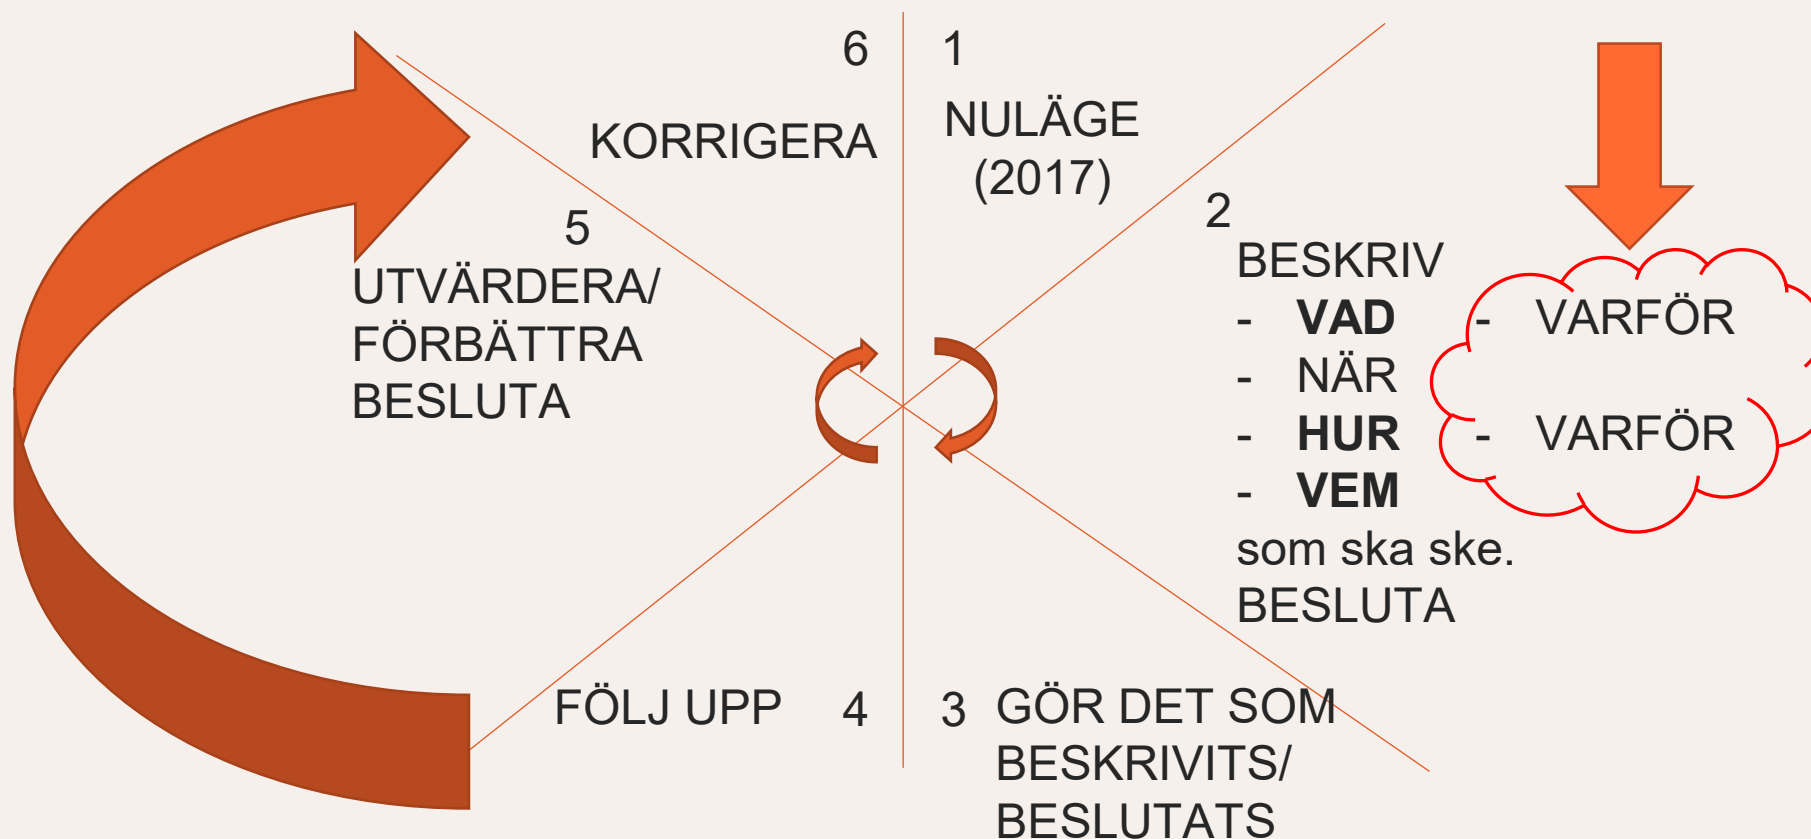 6
1
KORRIGERA
NULÄGE
(2017)
2
BESKRIV
- VAD - VARFÖR
- NÄR
- HUR - VARFÖR
- VEM
som ska ske.
BESLUTA
3 GÖR DET SOM
BESKRIVITS/
BESLUTATS
FÖLJ UPP 4
5
UTVÄRDERA/
FÖRBÄTTRA
BESLUTA